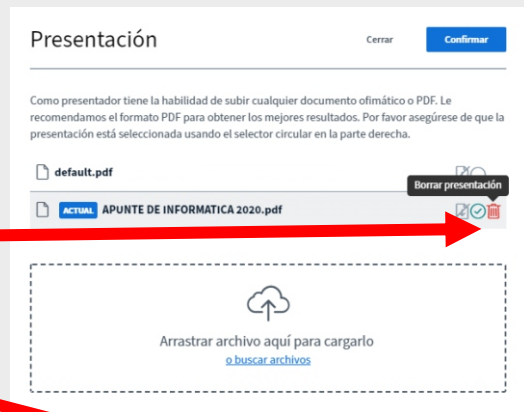 Presentación
Cerrar
Confirmar
Como presentador tiene la habilidad de subir cualquier documento ofimático o PDF. Le
recomendamos el formato PDF para obtener los mejores resultados. Por favor asegúrese de que la
presentación está seleccionada usando el selector circular en la parte derecha.
default.pdf
Borrar presentación
ACTUAL APUNTE DE INFORMATICA 2020.pdf
Arrastrar archivo aquí para cargarlo
o buscar archivos